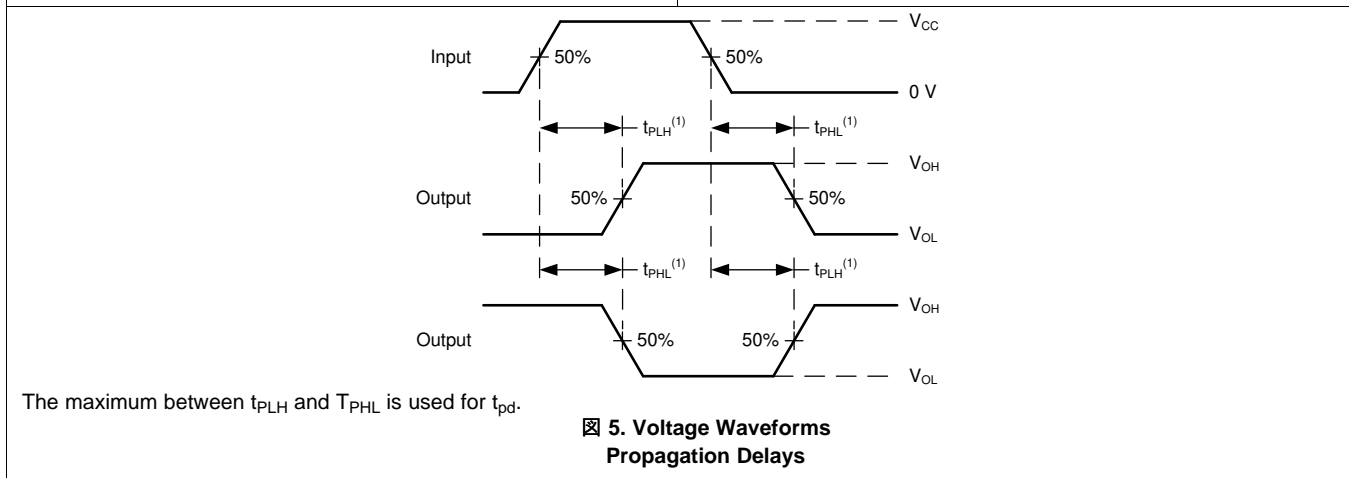 V_CC
Input 50% 50%
0 V
t_PLH^(1) t_PHL^(1)
V_OH
Output 50% 50%
V_OL
t_PHL^(1) t_PLH^(1)
V_OH
Output 50% 50%
V_OL
The maximum between t_PLH and T_PHL is used for t_pd.
図 5. Voltage Waveforms
Propagation Delays